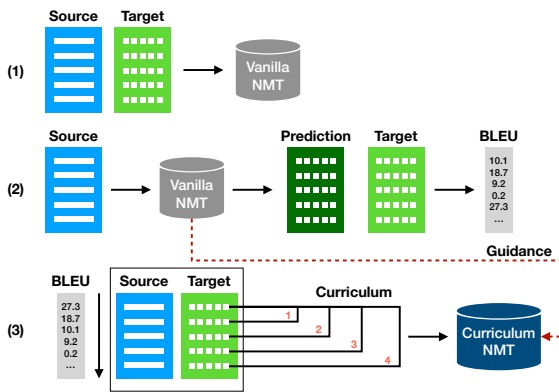 Source Target
(1)
Vanilla
NMT
Source Prediction Target BLEU
(2)
Vanilla
NMT
10.1
18.7
9.2
0.2
27.3
...
Guidance
BLEU Source Target Curriculum
(3)
27.3
18.7
10.1
9.2
0.2
...
1
2
3
4
Curriculum
NMT